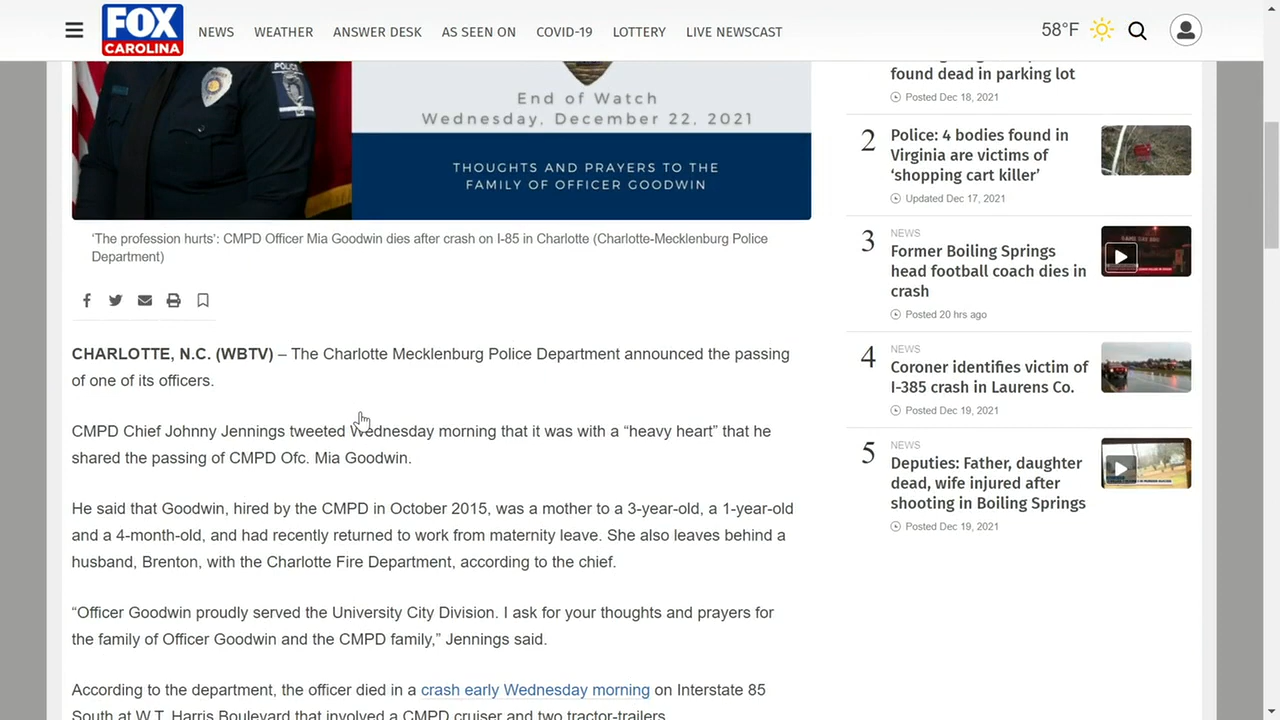 FOX
CAROLINA
NEWS
WEATHER
ANSWER DESK
AS SEEN ON
COVID-19
LOTTERY
LIVE NEWSCAST
58°F
POLICE
End of Watch
Wednesday, December 22, 2021
THOUGHTS AND PRAYERS TO THE
FAMILY OF OFFICER GOODWIN
'The profession hurts': CMPD Officer Mia Goodwin dies after crash on I-85 in Charlotte (Charlotte-Mecklenburg Police
Department)
CHARLOTTE, N.C. (WBTV) – The Charlotte Mecklenburg Police Department announced the passing
of one of its officers.
CMPD Chief Johnny Jennings tweeted Wednesday morning that it was with a “heavy heart” that he
shared the passing of CMPD Ofc. Mia Goodwin.
He said that Goodwin, hired by the CMPD in October 2015, was a mother to a 3-year-old, a 1-year-old
and a 4-month-old, and had recently returned to work from maternity leave. She also leaves behind a
husband, Brenton, with the Charlotte Fire Department, according to the chief.
“Officer Goodwin proudly served the University City Division. I ask for your thoughts and prayers for
the family of Officer Goodwin and the CMPD family,” Jennings said.
According to the department, the officer died in a crash early Wednesday morning on Interstate 85
South at W.T. Harris Boulevard that involved a CMPD cruiser and two tractor-trailers.
found dead in parking lot
Posted Dec 18, 2021
2
Police: 4 bodies found in
Virginia are victims of
‘shopping cart killer’
Updated Dec 17, 2021
3
NEWS
Former Boiling Springs
head football coach dies in
crash
Posted 20 hrs ago
4
NEWS
Coroner identifies victim of
I-385 crash in Laurens Co.
Posted Dec 19, 2021
5
NEWS
Deputies: Father, daughter
dead, wife injured after
shooting in Boiling Springs
Posted Dec 19, 2021